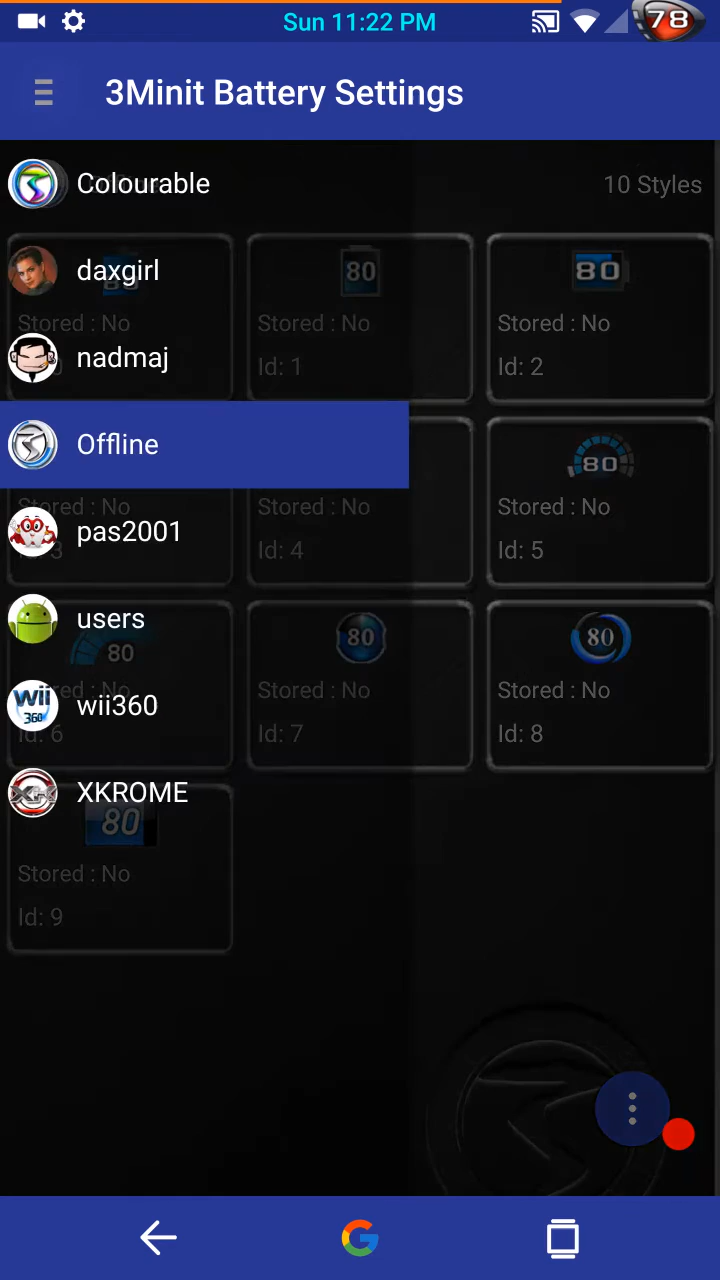 Sun 11:22 PM
78
3Minit Battery Settings
Colourable
10 Styles
daxgirl
80
80
Stored : No
Stored : No
Stored : No
nadmaj
Id: 1
Id: 2
Offline
80
Stored : No
Stored : No
Stored : No
pas2001
Id: 4
Id: 5
users
80
80
80
Stored : No
Stored : No
wii
360
wii360
Id: 6
Id: 7
Id: 8
XK
XKROME
80
Stored : No
Id: 9